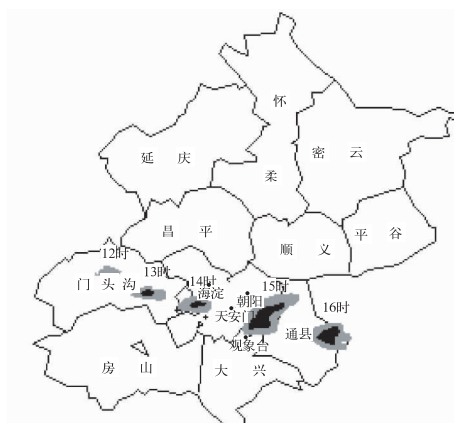 怀
延 庆
密 云
柔
昌 平
顺 义
平 谷
12时
13时
门 头 沟
14时
海淀
15时
朝阳
天安门
16时
通县
观象台
房 山
大 兴